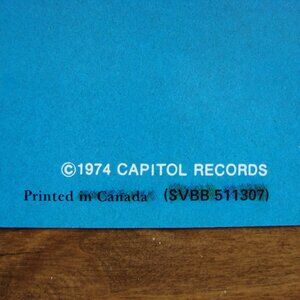 ©1974 CAPITOL RECORDS
Printed in Canada (SVBB 511307)